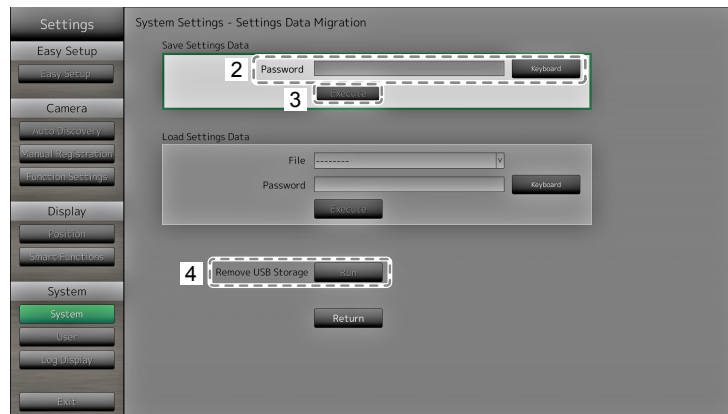 Settings
Easy Setup
Easy Setup
Camera
Auto Discovery
Manual Registration
Function Settings
Display
Position
Smart Functions
System
System
User
Log Display
Exit
System Settings - Settings Data Migration
Save Settings Data
2 Password Keyboard
3 Execute
Load Settings Data
File -------- v
Password Keyboard
Execute
4 Remove USB Storage Run
Return